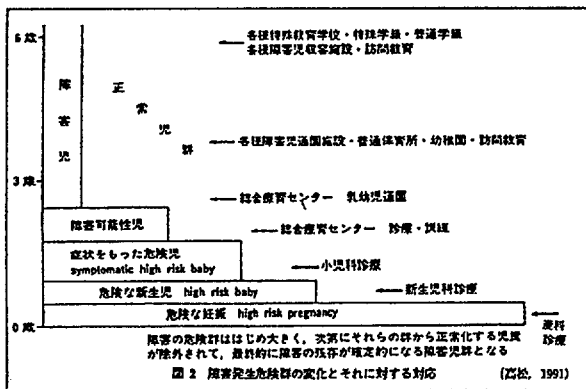 6歳
各種特殊教育学校・特殊学級・普通学級
各種障害児収容施設・訪問教育
障害児
正常児群
各種障害児通園施設・普通保育所・幼稚園・訪問教育
3歳
総合療育センター 乳幼児通園
障害可能性児
総合療育センター 診療・訓練
症状をもった危険児
symptomatic high risk baby
小児科診療
危険な新生児 high risk baby
新生児科診療
危険な妊娠 high risk pregnancy
産科
診療
0歳
障害の危険群ははじめ大きく,次第にそれらの群から正常化する児童
が除外されて,最終的に障害の残存が確定的になる障害児群となる
図2 障害発生危険群の変化とそれに対する対応 (高松, 1991)